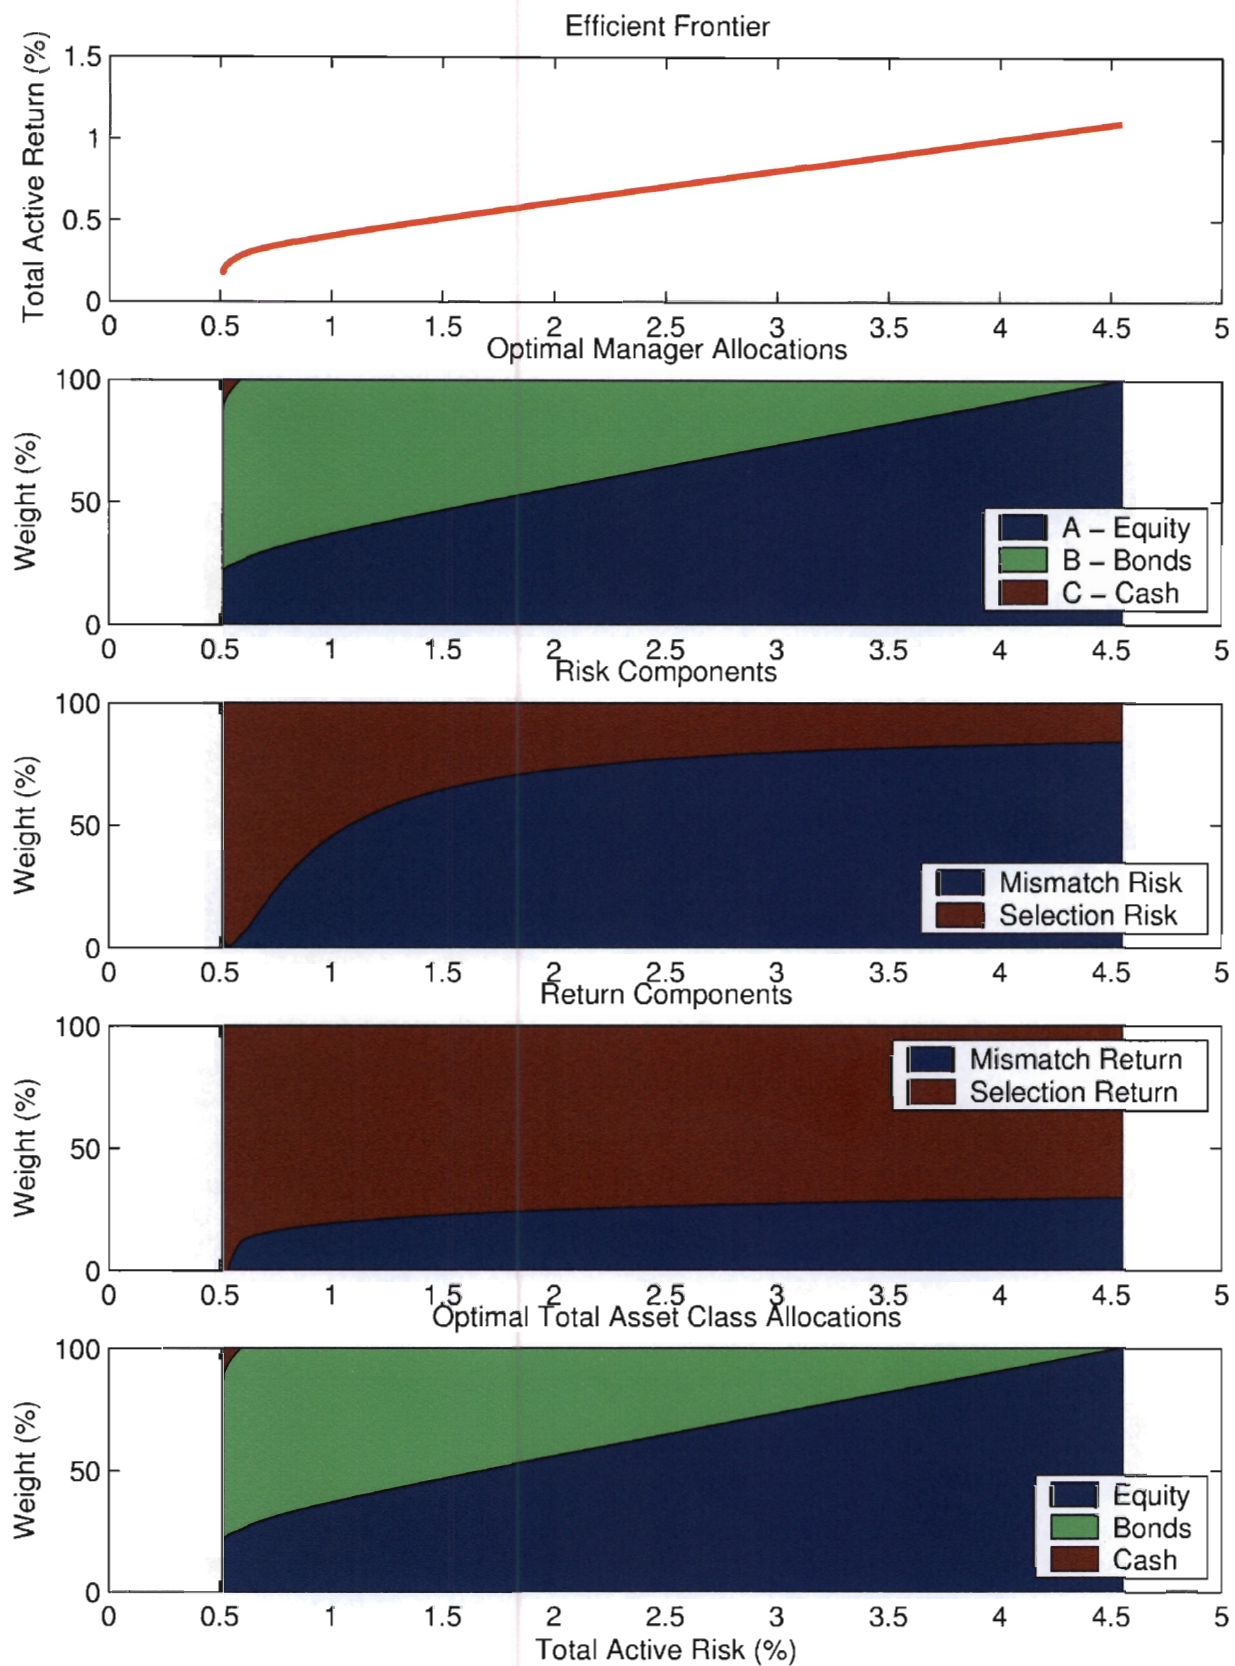 Efficient Frontier
Total Active Return (%)
1.5
1
0.5
0
0 0.5 1 1.5 2 2.5 3 3.5 4 4.5 5
Optimal Manager Allocations
Weight (%)
100
50
0
A – Equity
B – Bonds
C – Cash
0 0.5 1 1.5 2 2.5 3 3.5 4 4.5 5
Risk Components
Weight (%)
100
50
0
Mismatch Risk
Selection Risk
0 0.5 1 1.5 2 2.5 3 3.5 4 4.5 5
Return Components
Weight (%)
100
50
0
Mismatch Return
Selection Return
0 0.5 1 1.5 2 2.5 3 3.5 4 4.5 5
Optimal Total Asset Class Allocations
Weight (%)
100
50
0
Equity
Bonds
Cash
0 0.5 1 1.5 2 2.5 3 3.5 4 4.5 5
Total Active Risk (%)